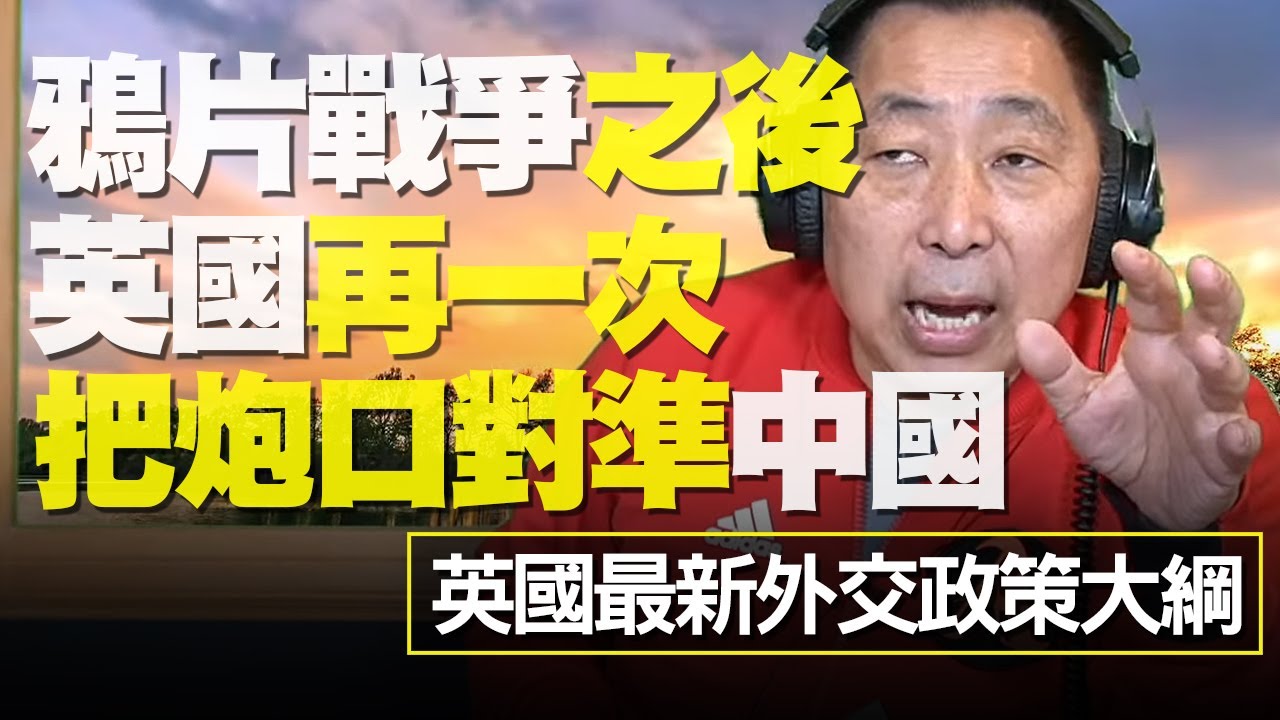 鴉片戰爭之後
英國再一次
把炮口對準中國
adidas
英國最新外交政策大綱